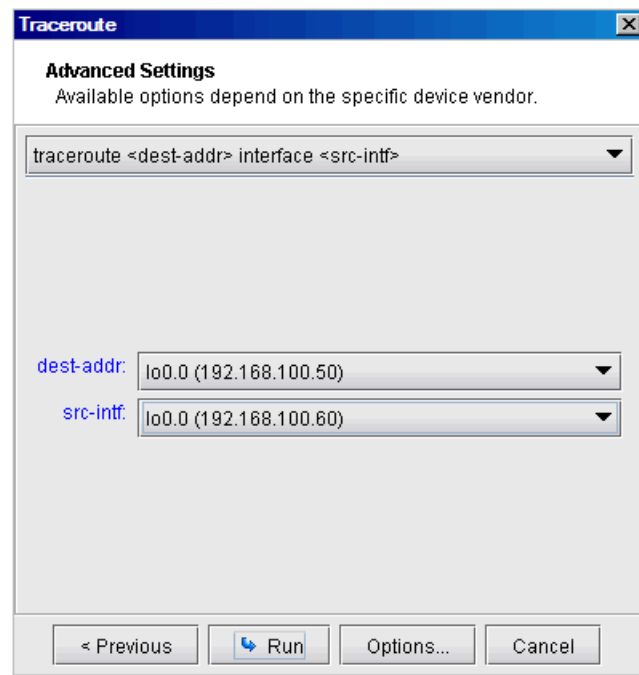 Traceroute
Advanced Settings
Available options depend on the specific device vendor.
traceroute <dest-addr> interface <src-intf>
dest-addr: lo0.0 (192.168.100.50)
src-intf: lo0.0 (192.168.100.60)
< Previous Run Options... Cancel